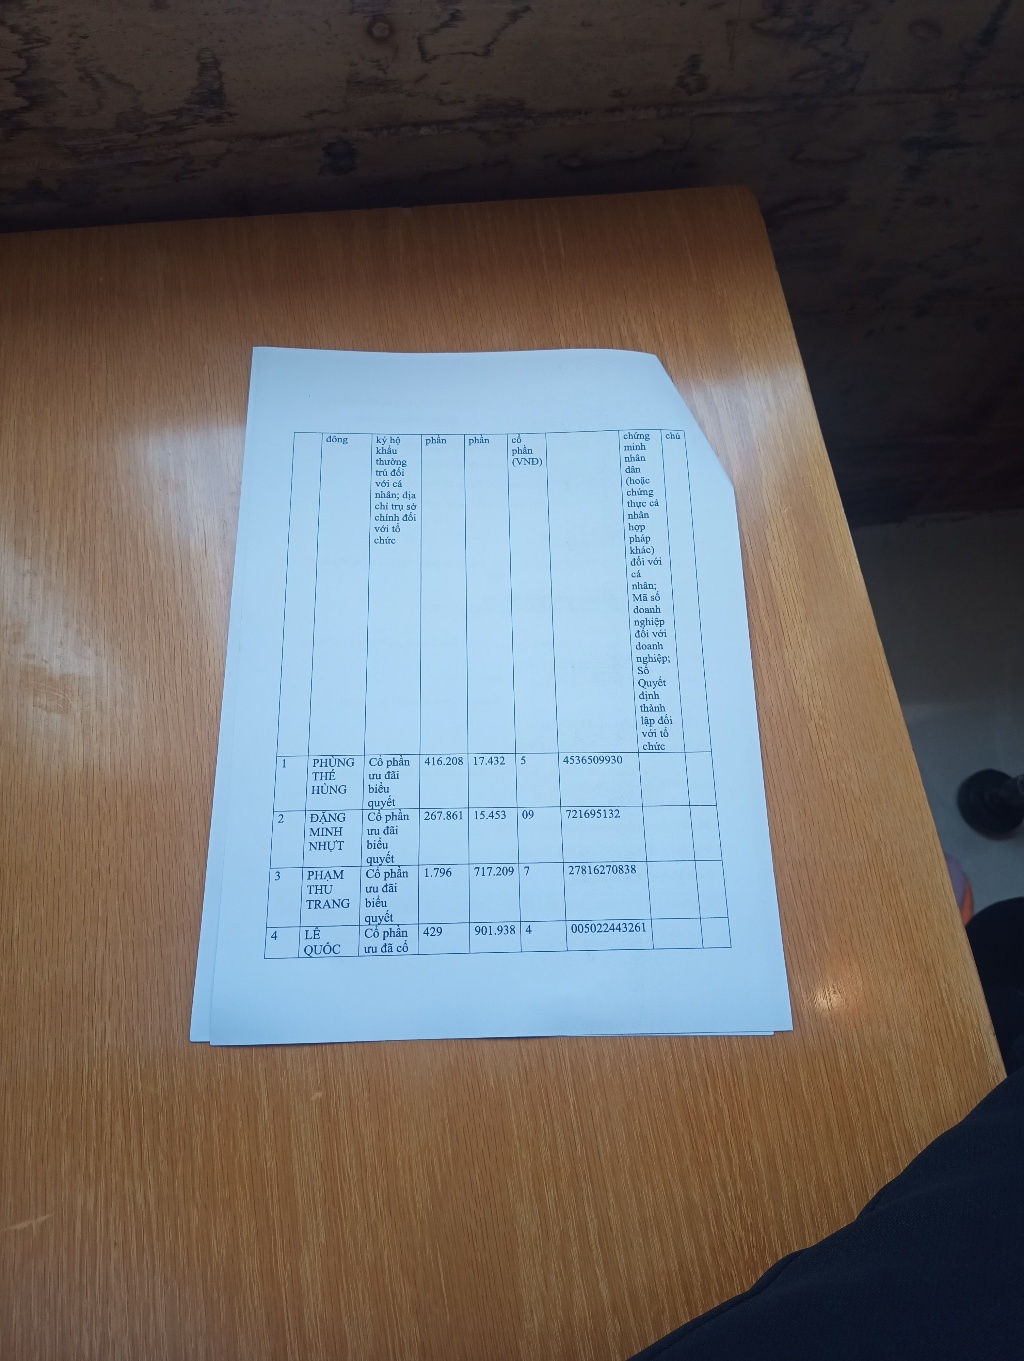 đông
ký hộ
khẩu
thường
trú đối
với cá
nhân; địa
chỉ trụ sở
chính đối
với tổ
chức
phần
phần
cổ
phần
(VNĐ)
chứng
minh
nhân
dân
(hoặc
chứng
thực cá
nhân
hợp
pháp
khác)
đối với
cá
nhân;
Mã số
doanh
nghiệp
đối với
doanh
nghiệp;
Số
Quyết
định
thành
lập đối
với tổ
chức
chú
1
PHÙNG
THẾ
HÙNG
Cổ phần
ưu đãi
biểu
quyết
416.208
17.432
5
4536509930
2
ĐẶNG
MINH
NHỰT
Cổ phần
ưu đãi
biểu
quyết
267.861
15.453
09
721695132
3
PHẠM
THU
TRANG
Cổ phần
ưu đãi
biểu
quyết
1.796
717.209
7
27816270838
4
LÊ
QUỐC
Cổ phần
ưu đã cổ
429
901.938
4
005022443261